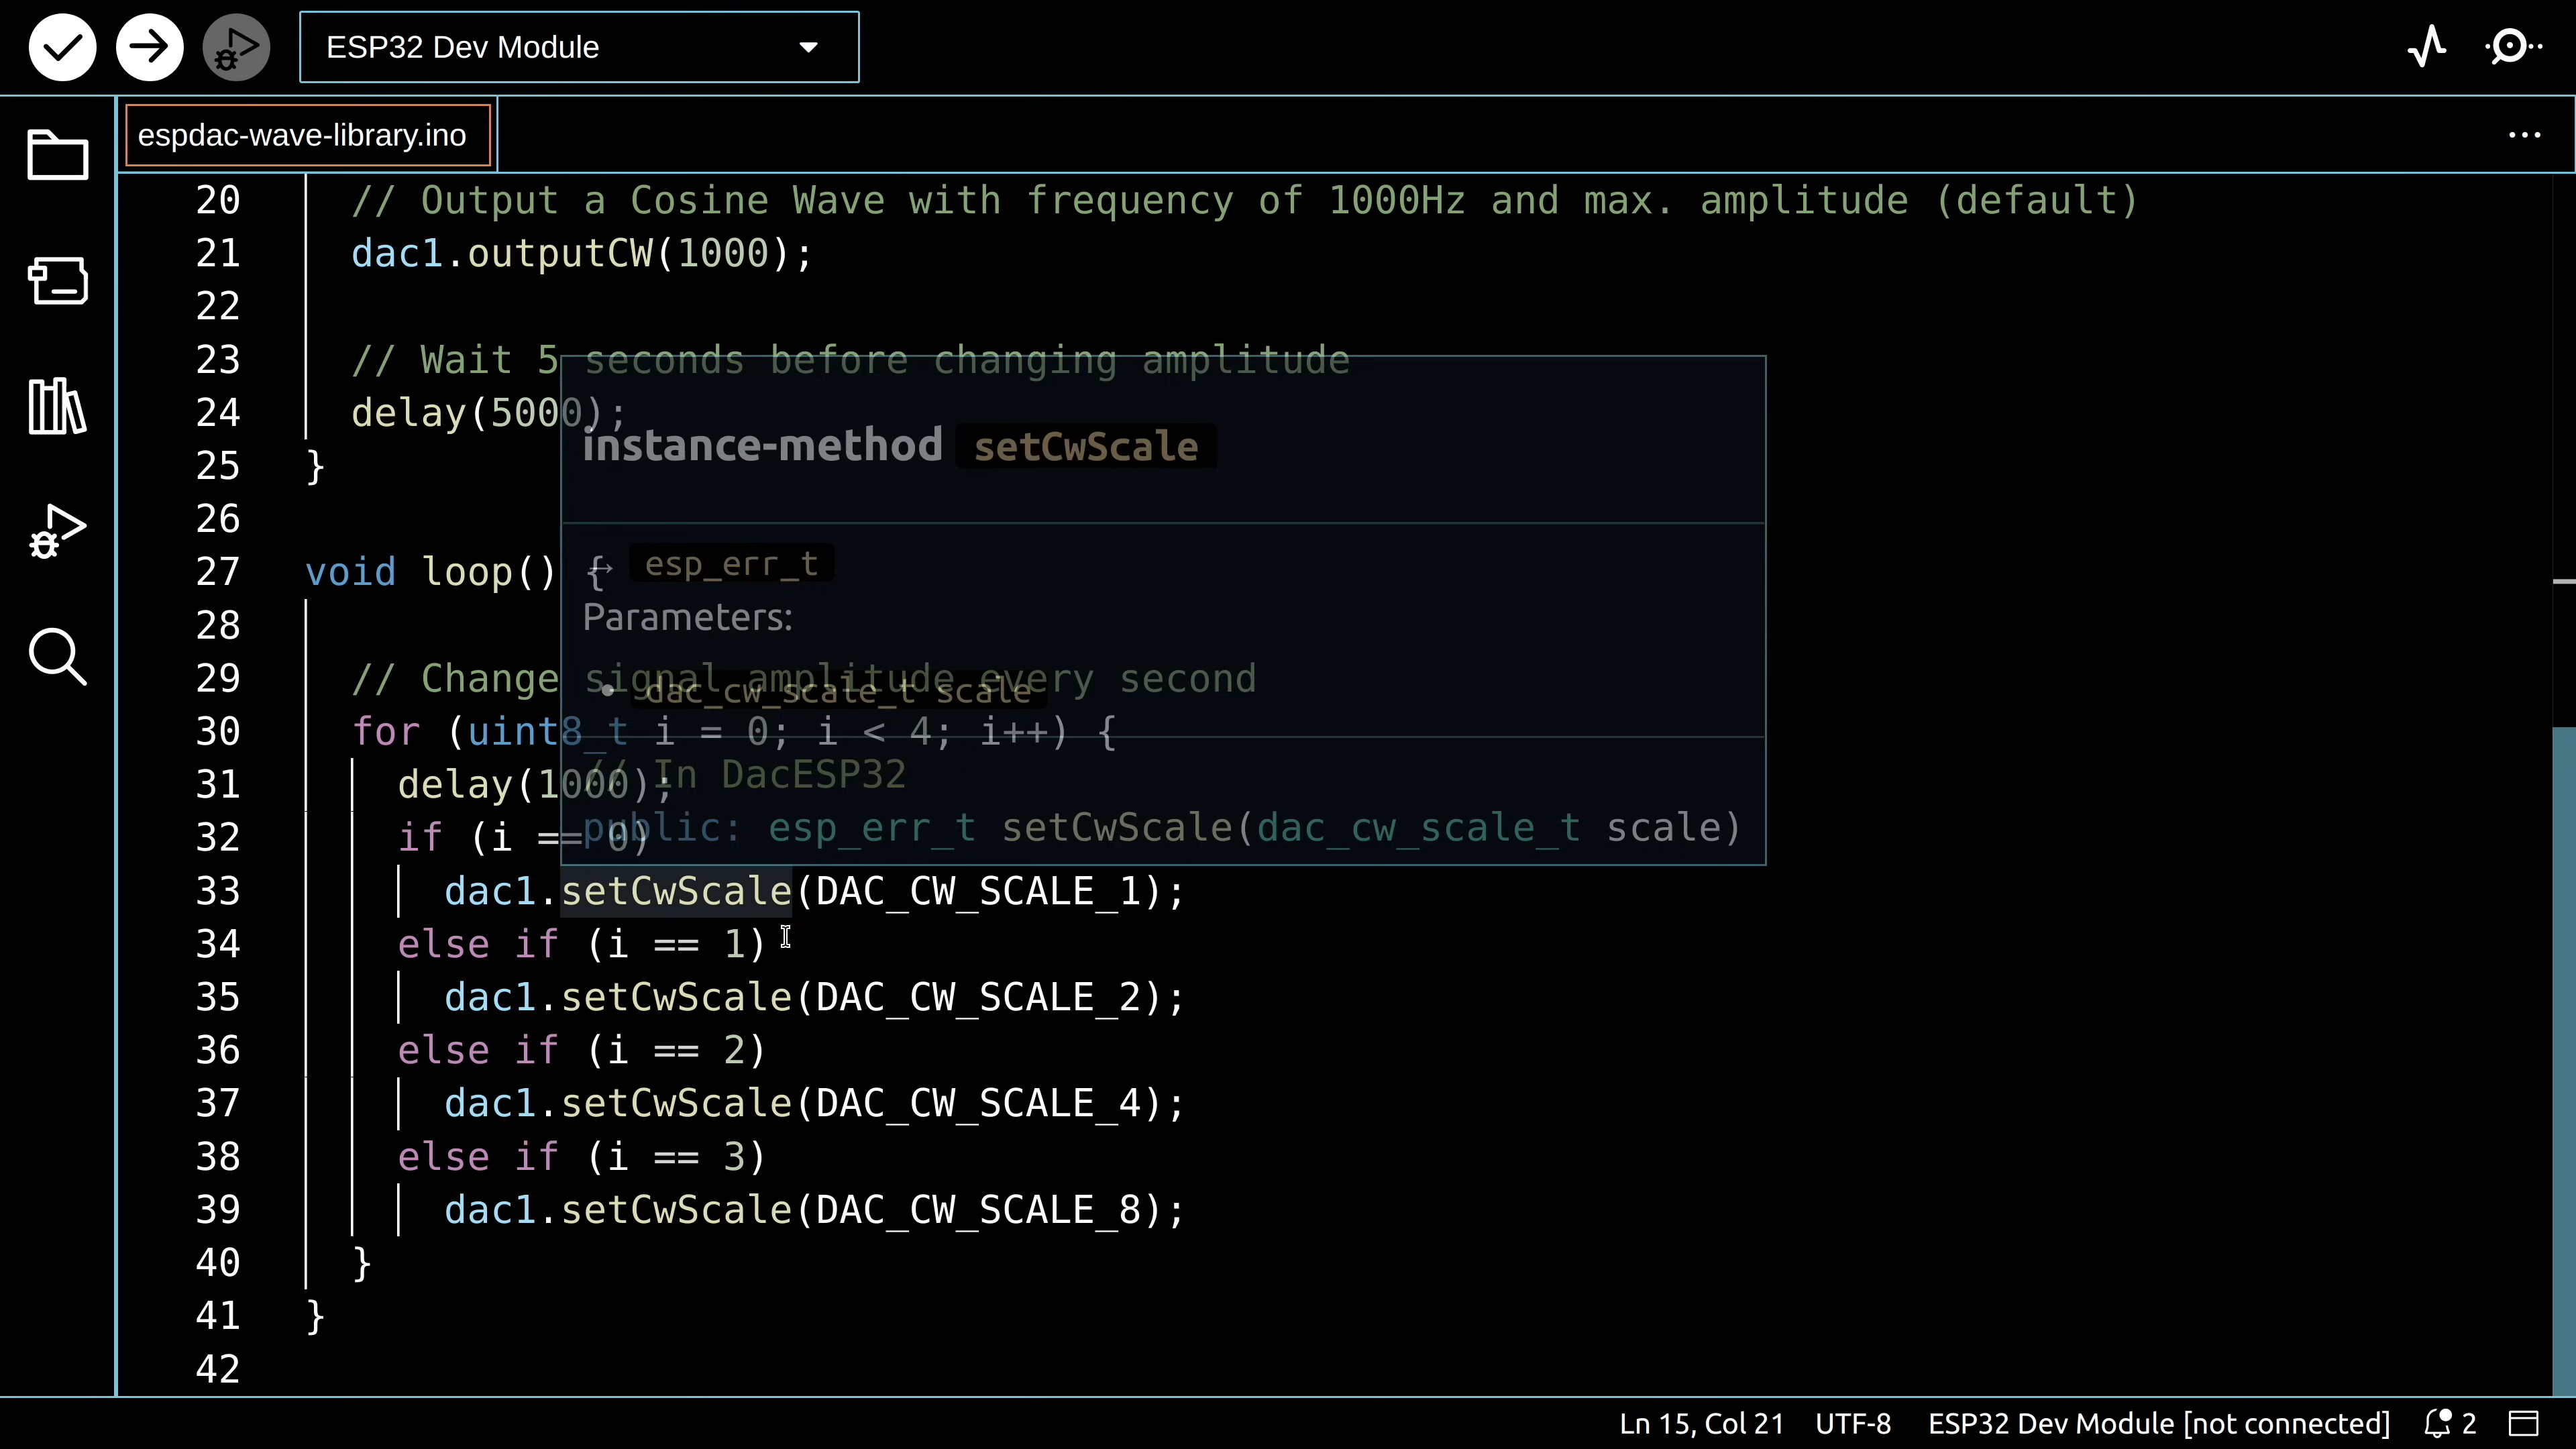 ESP32 Dev Module
espdac-wave-library.ino
20 // Output a Cosine Wave with frequency of 1000Hz and max. amplitude (default)
21 dac1.outputCW(1000);
22
23 // Wait 5 seconds before changing amplitude
24 delay(5000);
instance-method setCwScale
25 }
26
27 void loop() {
→ esp_err_t
Parameters:
28
29 // Change signal amplitude every second
• dac_cw_scale_t scale
30 for (uint8_t i = 0; i < 4; i++) {
31 delay(1000);
// In DacESP32
public: esp_err_t setCwScale(dac_cw_scale_t scale)
32 if (i == 0)
33 dac1.setCwScale(DAC_CW_SCALE_1);
34 else if (i == 1)
35 dac1.setCwScale(DAC_CW_SCALE_2);
36 else if (i == 2)
37 dac1.setCwScale(DAC_CW_SCALE_4);
38 else if (i == 3)
39 dac1.setCwScale(DAC_CW_SCALE_8);
40 }
41 }
42
Ln 15, Col 21 UTF-8 ESP32 Dev Module [not connected] 2